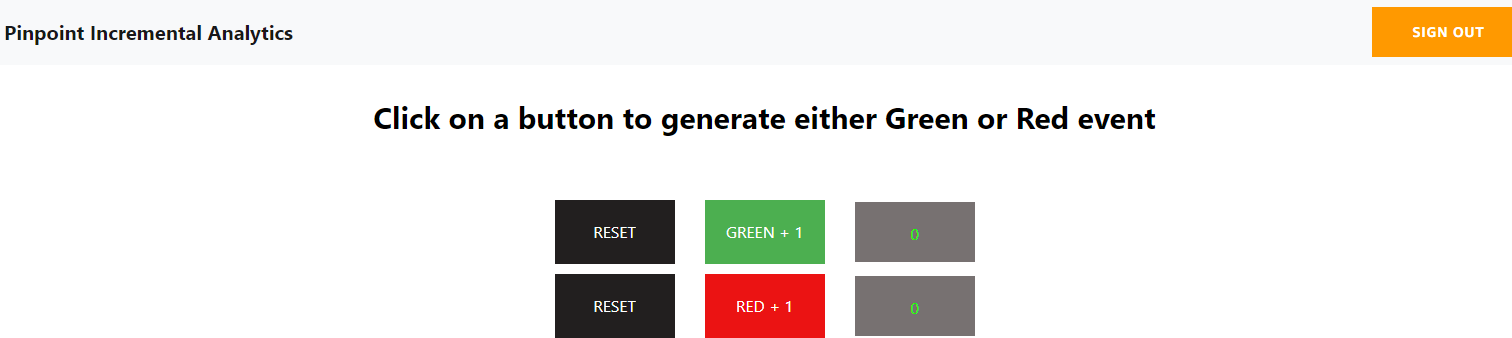 Pinpoint Incremental Analytics
SIGN OUT
Click on a button to generate either Green or Red event
RESET
GREEN + 1
0
RESET
RED + 1
0